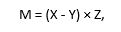 M = (X - Y) × Z,